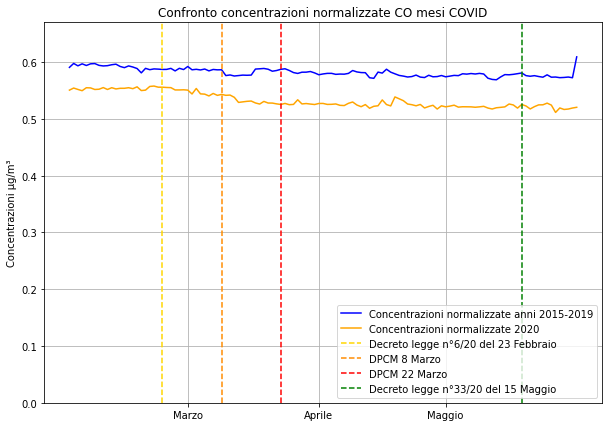 Confronto concentrazioni normalizzate CO mesi COVID
Concentrazioni µg/m³
0.6
0.5
0.4
0.3
0.2
0.1
0.0
Marzo
Aprile
Maggio
Concentrazioni normalizzate anni 2015-2019
Concentrazioni normalizzate 2020
Decreto legge n°6/20 del 23 Febbraio
DPCM 8 Marzo
DPCM 22 Marzo
Decreto legge n°33/20 del 15 Maggio